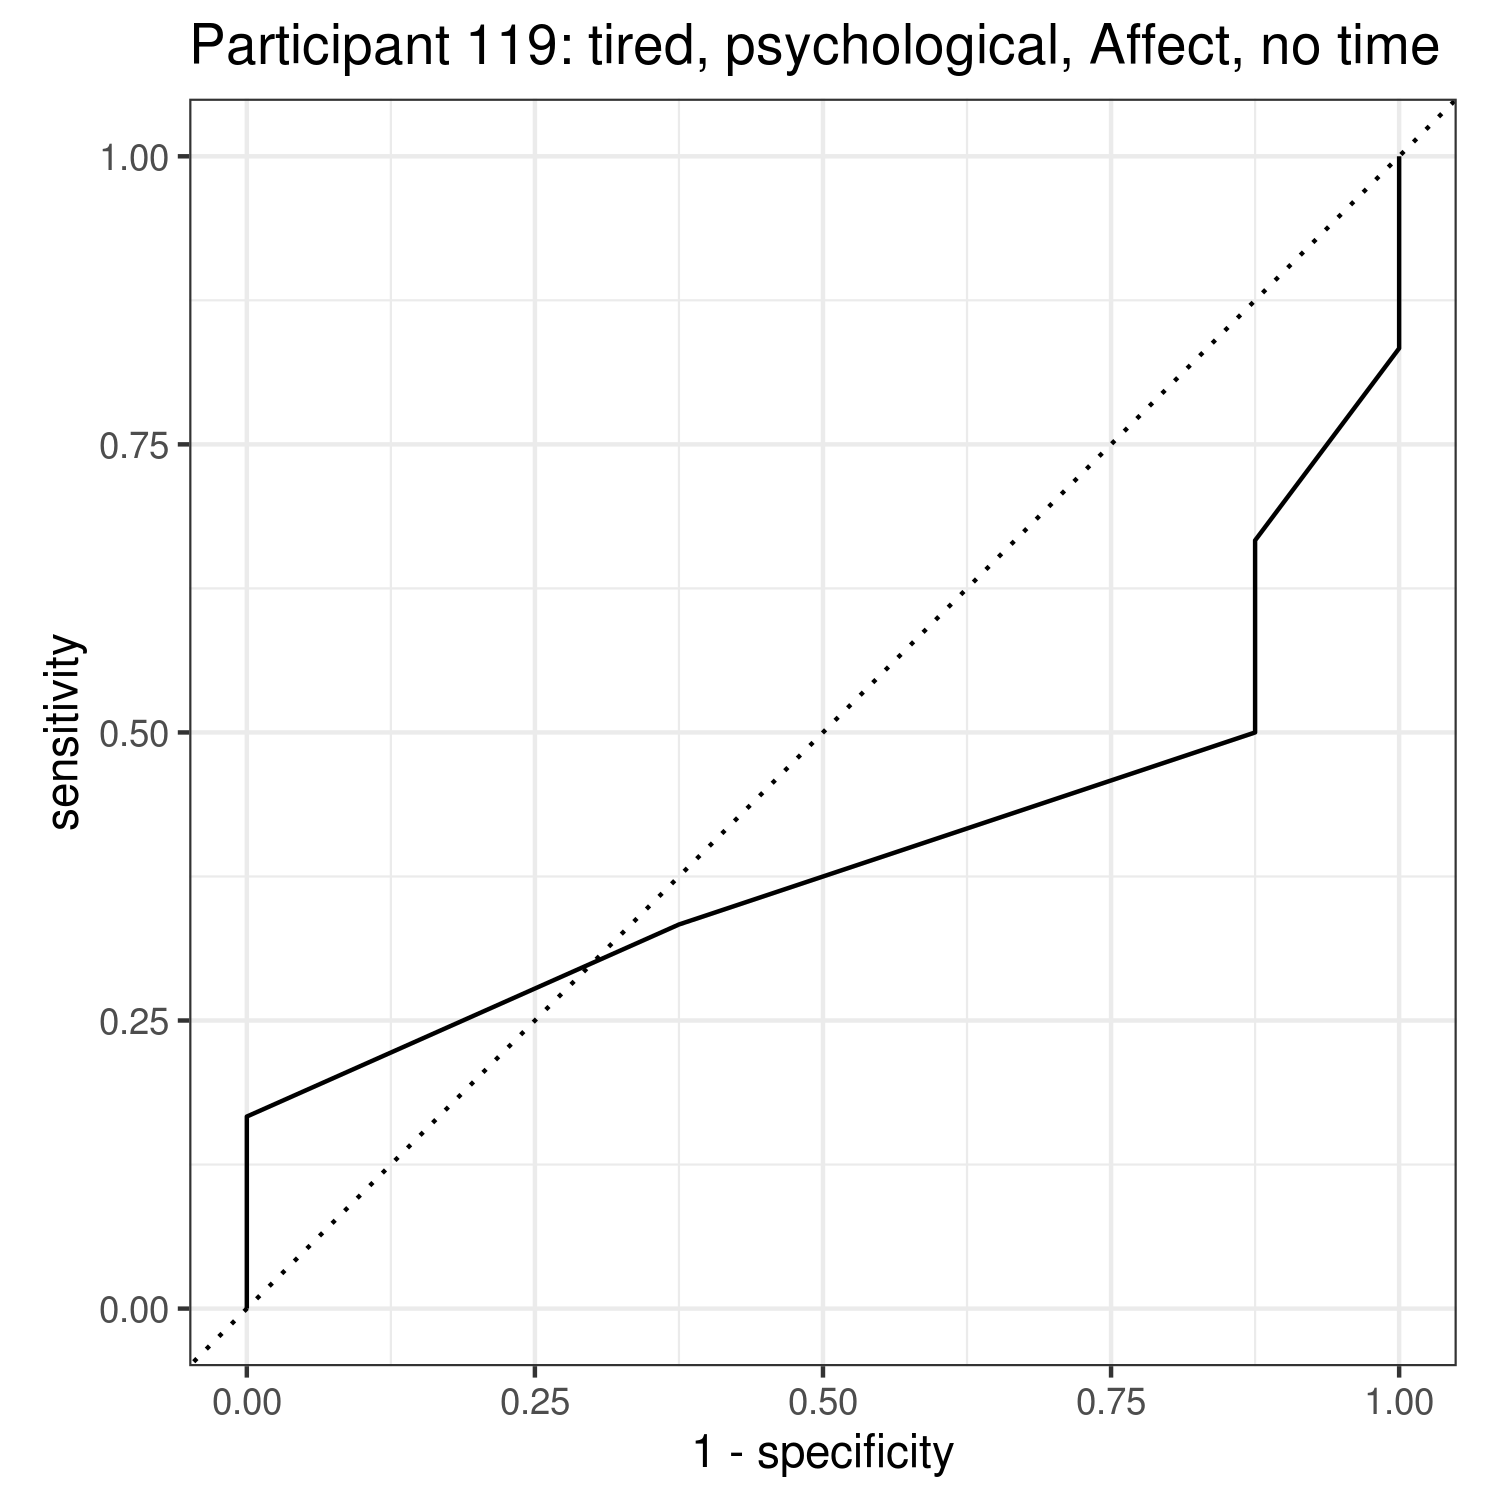 Participant 119: tired, psychological, Affect, no time
1.00
0.75
0.50
0.25
0.00
sensitivity
0.00 0.25 0.50 0.75 1.00
1 - specificity